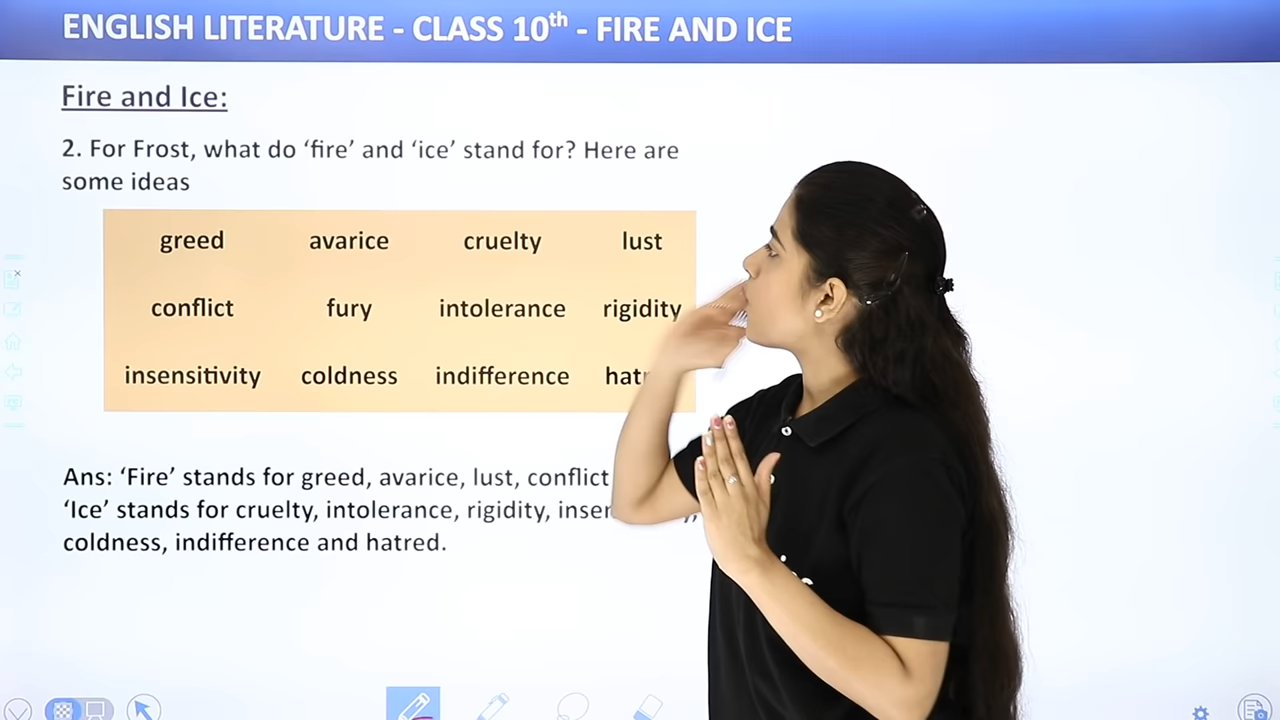 ENGLISH LITERATURE - CLASS 10th - FIRE AND ICE
Fire and Ice:
2. For Frost, what do ‘fire’ and ‘ice’ stand for? Here are
some ideas
greed avarice cruelty lust
conflict fury intolerance rigidity
insensitivity coldness indifference
Ans: ‘Fire’ stands for greed, avarice, lust, conflict
‘Ice’ stands for cruelty, intolerance, rigidity,
coldness, indifference and hatred.